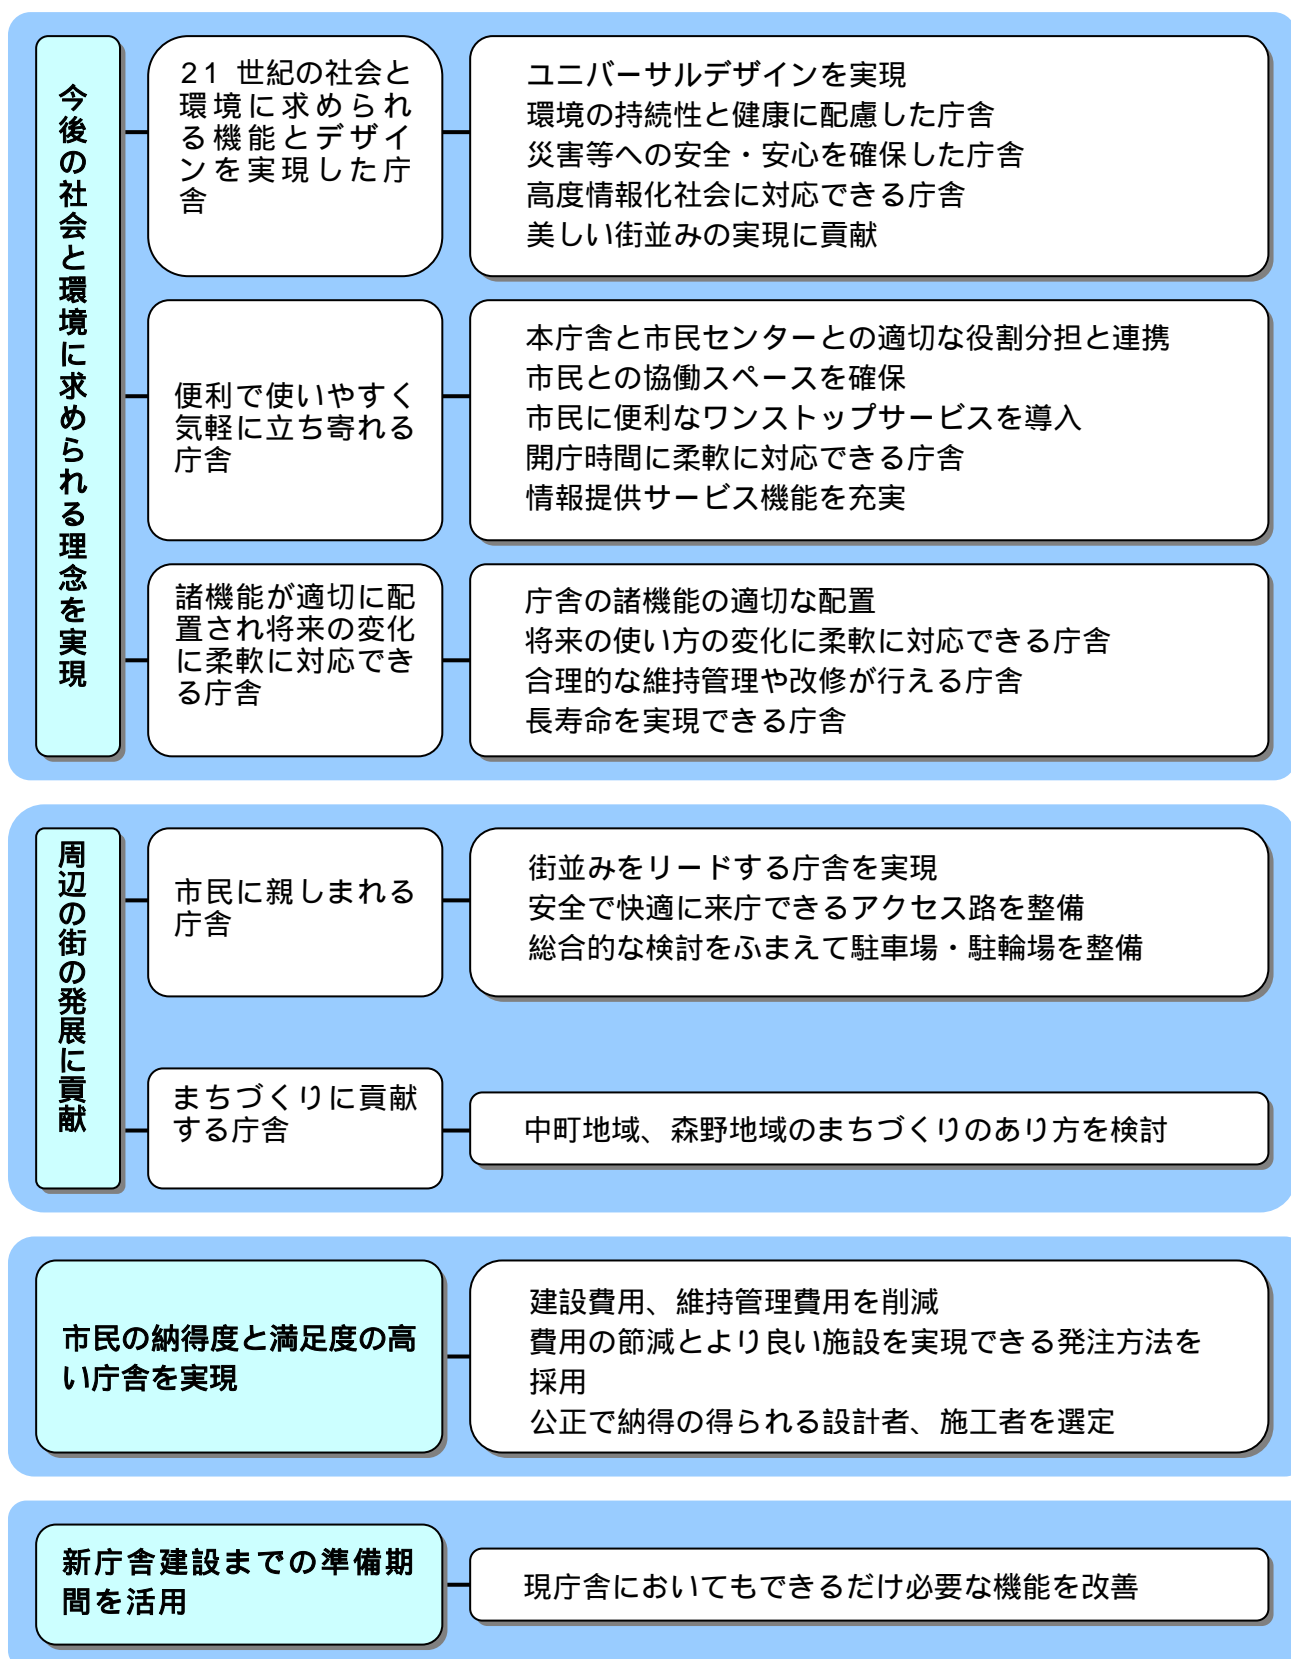 今後の社会と環境に求められる理念を実現
21 世紀の社会と
環境に求められ
る機能とデザイ
ンを実現した庁
舎
ユニバーサルデザインを実現
環境の持続性と健康に配慮した庁舎
災害等への安全・安心を確保した庁舎
高度情報化社会に対応できる庁舎
美しい街並みの実現に貢献
便利で使いやすく
気軽に立ち寄れる
庁舎
本庁舎と市民センターとの適切な役割分担と連携
市民との協働スペースを確保
市民に便利なワンストップサービスを導入
開庁時間に柔軟に対応できる庁舎
情報提供サービス機能を充実
諸機能が適切に配
置され将来の変化
に柔軟に対応でき
る庁舎
庁舎の諸機能の適切な配置
将来の使い方の変化に柔軟に対応できる庁舎
合理的な維持管理や改修が行える庁舎
長寿命を実現できる庁舎
周辺の街の発展に貢献
市民に親しまれる
庁舎
街並みをリードする庁舎を実現
安全で快適に来庁できるアクセス路を整備
総合的な検討をふまえて駐車場・駐輪場を整備
まちづくりに貢献
する庁舎
中町地域、森野地域のまちづくりのあり方を検討
市民の納得度と満足度の高
い庁舎を実現
建設費用、維持管理費用を削減
費用の節減とより良い施設を実現できる発注方法を
採用
公正で納得の得られる設計者、施工者を選定
新庁舎建設までの準備期
間を活用
現庁舎においてもできるだけ必要な機能を改善